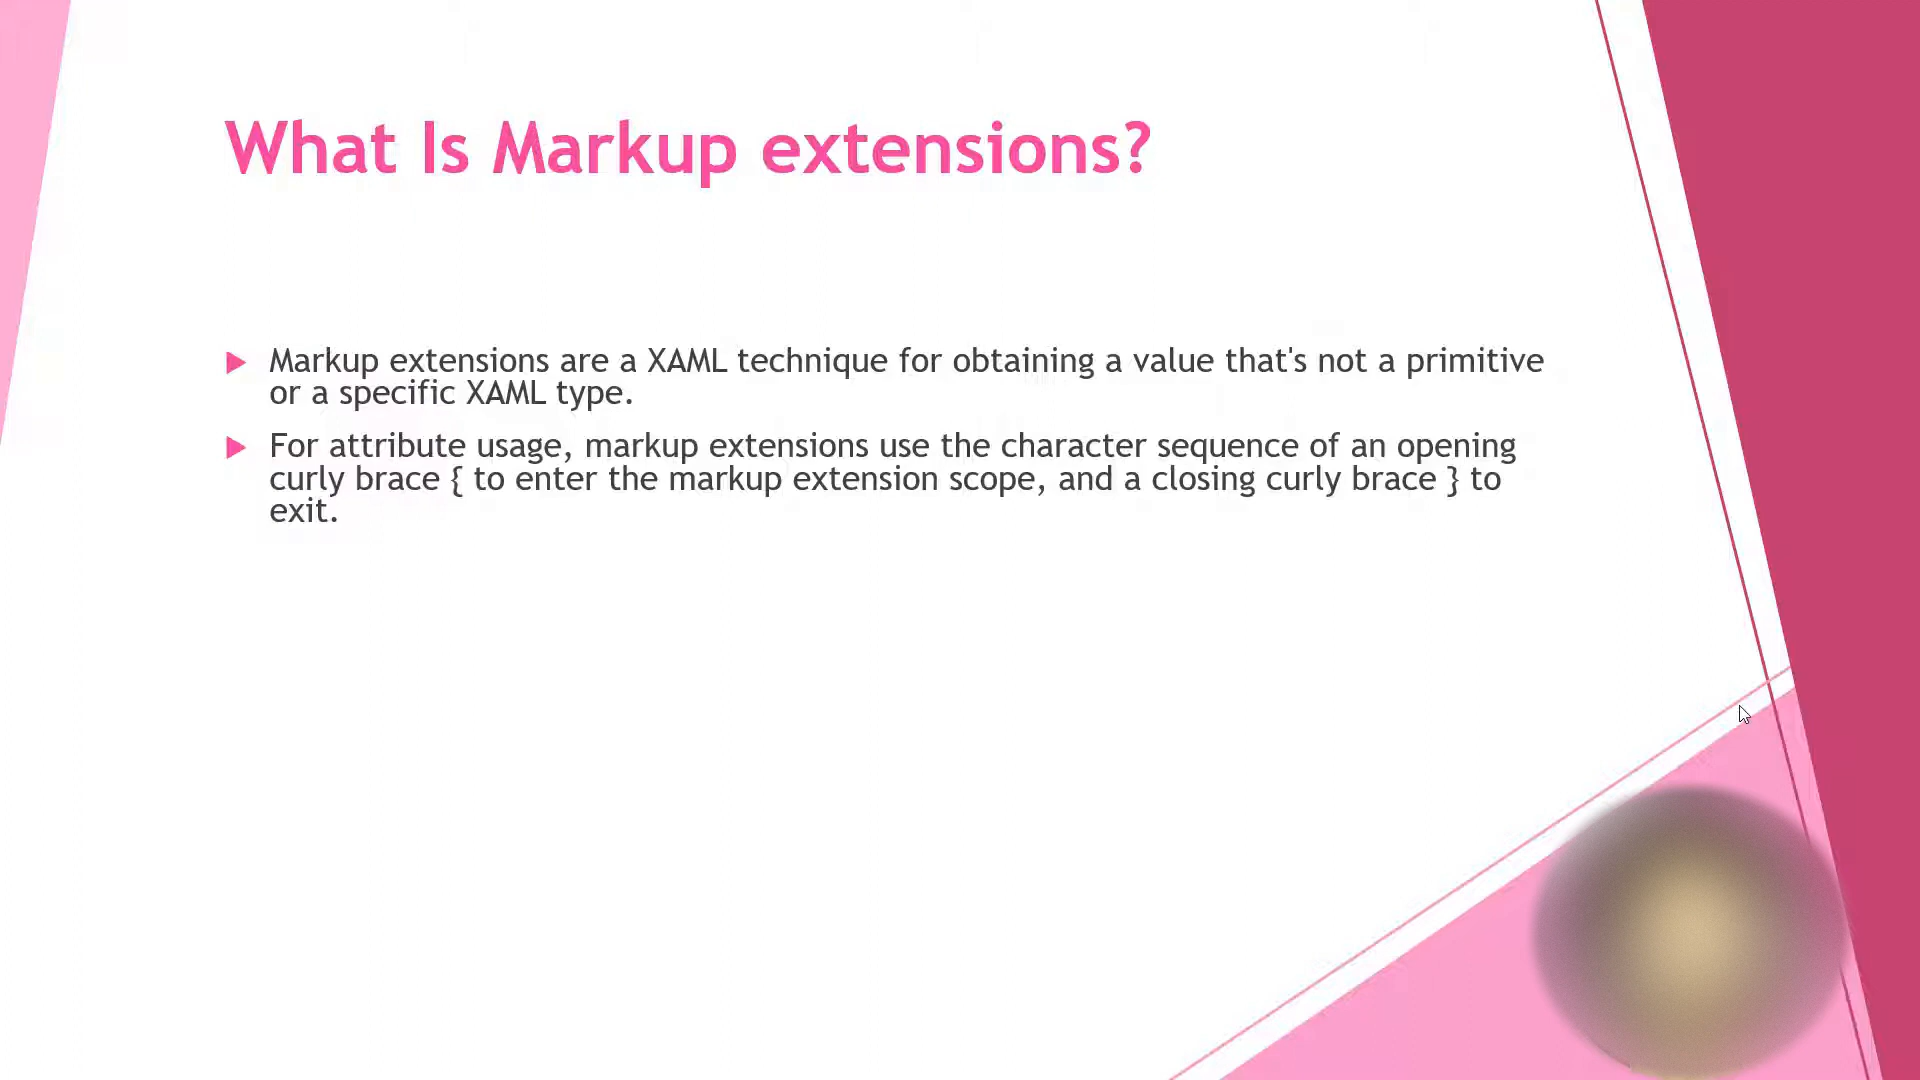 What Is Markup extensions?
Markup extensions are a XAML technique for obtaining a value that's not a primitive
or a specific XAML type.
For attribute usage, markup extensions use the character sequence of an opening
curly brace { to enter the markup extension scope, and a closing curly brace } to
exit.